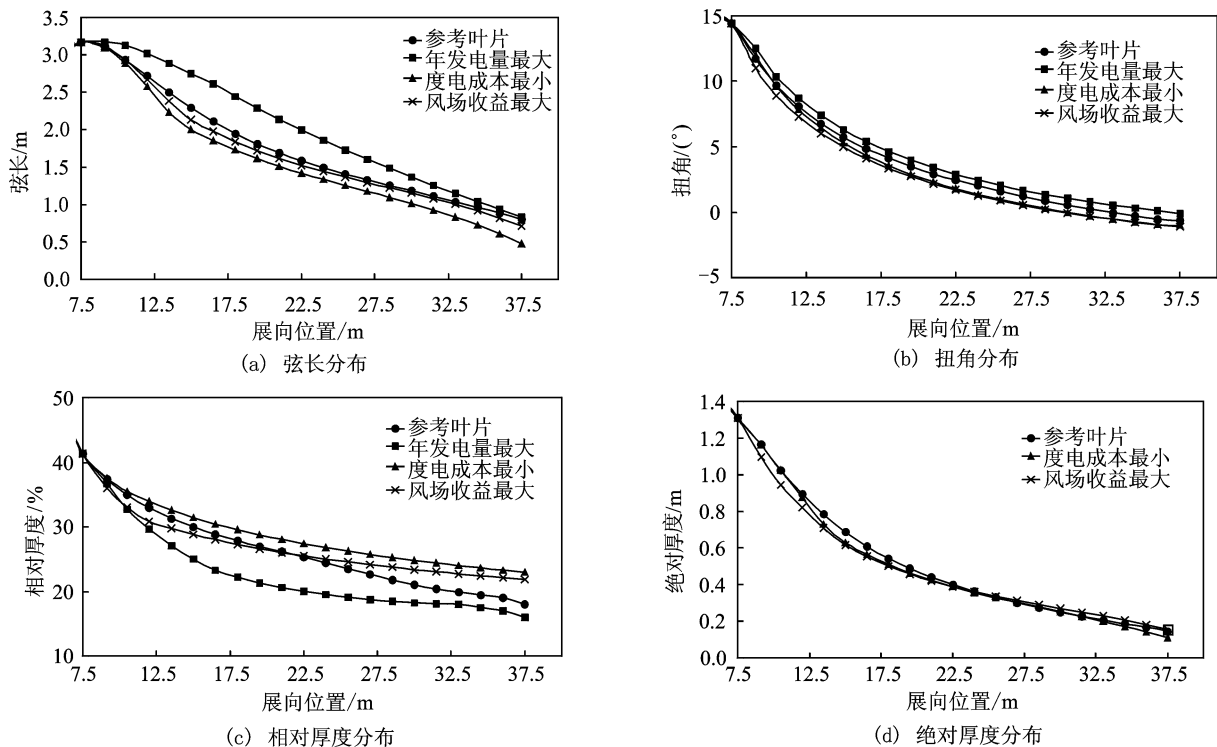 3.5
3.0
2.5
2.0
1.5
1.0
0.5
0.0
弦长/m
参考叶片
年发电量最大
度电成本最小
风场收益最大
7.5 12.5 17.5 22.5 27.5 32.5 37.5
展向位置/m
(a) 弦长分布
15
10
5
0
−5
扭角/(°)
参考叶片
年发电量最大
度电成本最小
风场收益最大
7.5 12.5 17.5 22.5 27.5 32.5 37.5
展向位置/m
(b) 扭角分布
50
40
30
20
10
相对厚度/%
参考叶片
年发电量最大
度电成本最小
风场收益最大
7.5 12.5 17.5 22.5 27.5 32.5 37.5
展向位置/m
(c) 相对厚度分布
1.4
1.2
1.0
0.8
0.6
0.4
0.2
0.0
绝对厚度/m
参考叶片
度电成本最小
风场收益最大
7.5 12.5 17.5 22.5 27.5 32.5 37.5
展向位置/m
(d) 绝对厚度分布